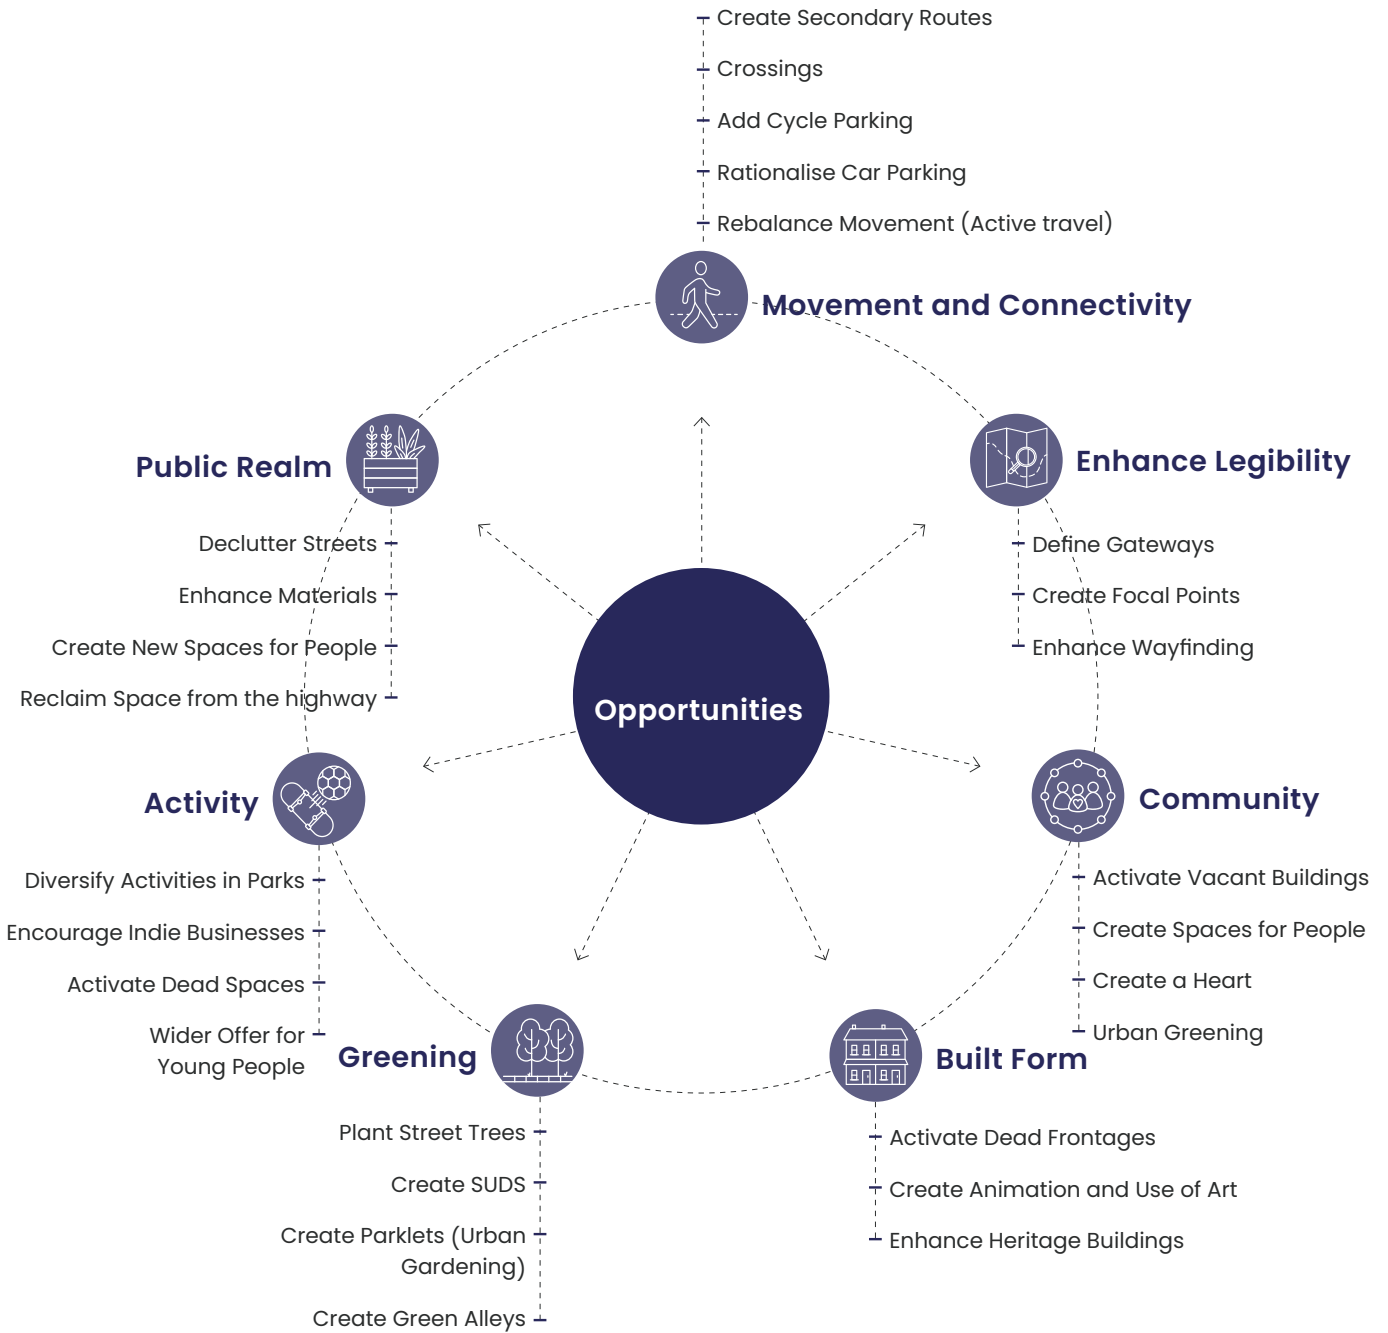 Create Secondary Routes
Crossings
Add Cycle Parking
Rationalise Car Parking
Rebalance Movement (Active travel)
Movement and Connectivity
Enhance Legibility
Define Gateways
Create Focal Points
Enhance Wayfinding
Public Realm
Declutter Streets
Enhance Materials
Create New Spaces for People
Reclaim Space from the highway
Opportunities
Community
Activate Vacant Buildings
Create Spaces for People
Create a Heart
Urban Greening
Activity
Diversify Activities in Parks
Encourage Indie Businesses
Activate Dead Spaces
Wider Offer for
Young People
Greening
Plant Street Trees
Create SUDS
Create Parklets (Urban
Gardening)
Create Green Alleys
Built Form
Activate Dead Frontages
Create Animation and Use of Art
Enhance Heritage Buildings